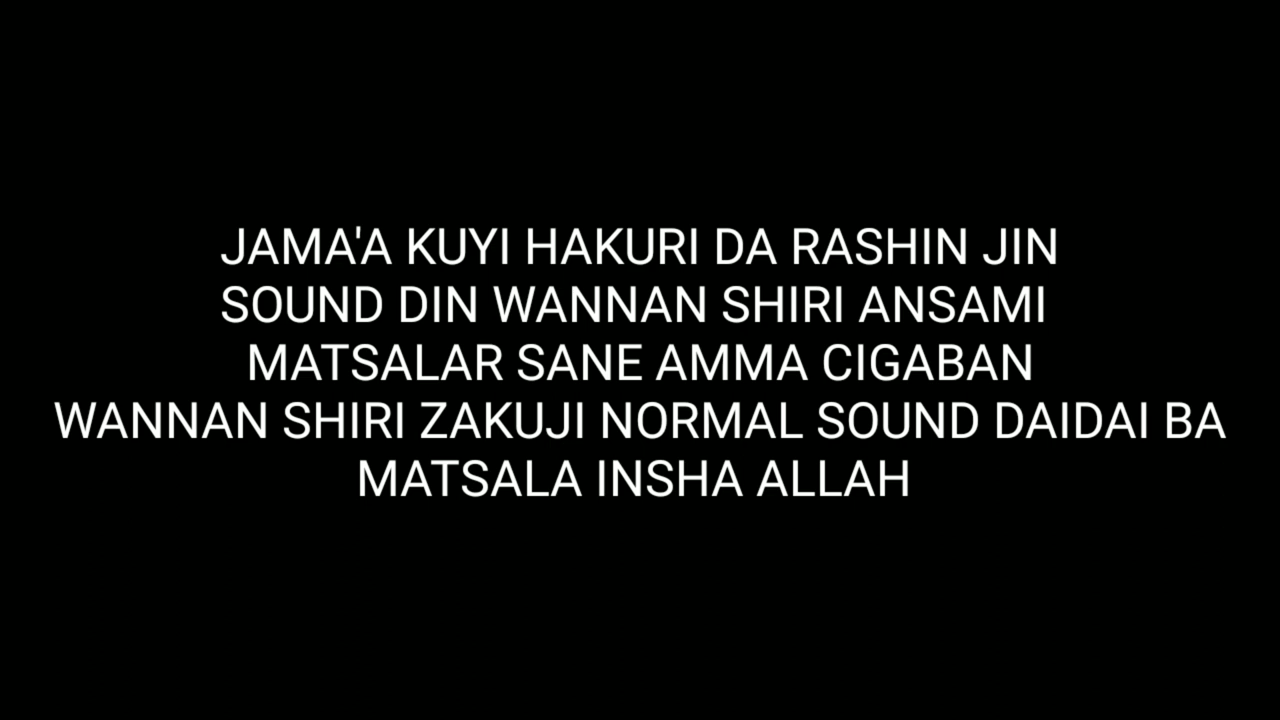 JAMA'A KUYI HAKURI DA RASHIN JIN
SOUND DIN WANNAN SHIRI ANSAMI
MATSALAR SANE AMMA CIGABAN
WANNAN SHIRI ZAKUJI NORMAL SOUND DAIDAI BA
MATSALA INSHA ALLAH